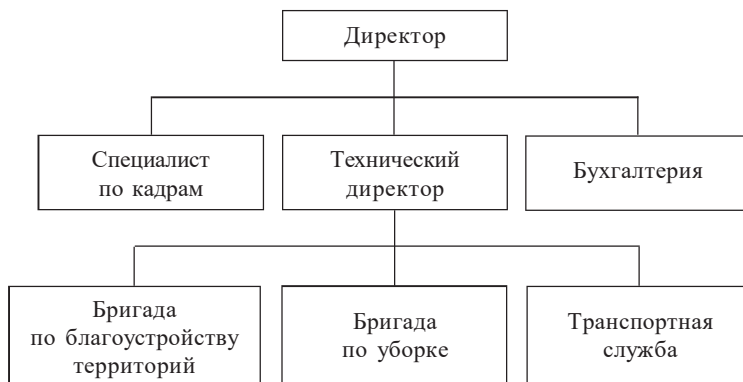 Директор
Специалист
по кадрам
Технический
директор
Бухгалтерия
Бригада
по благоустройству
территорий
Бригада
по уборке
Транспортная
служба